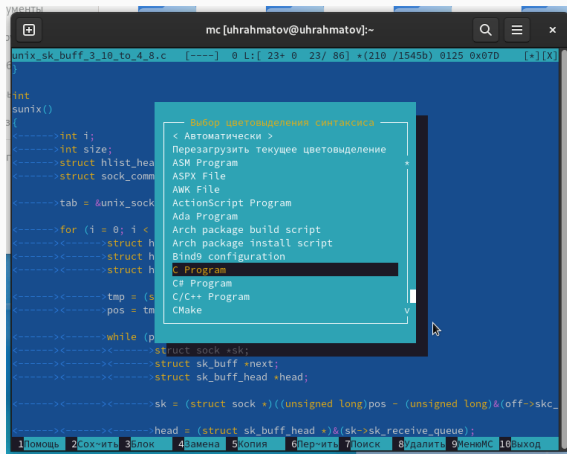 ументы
mc [uhrahmatov@uhrahmatov]:~
unix_sk_buff_3_10_to_4_8.c [----] 0 L:[ 23+ 0 23/ 86] *(210 /1545b) 0125 0x07D [*][X]
}
int
sunix()
{
<------>int i;
<------>int size;
<------>struct hlist_hea
<------>struct sock_comm
<------>tab = &unix_sock
<------>for (i = 0; i <
<------><------>struct h
<------><------>struct h
<------><------>struct h
<------><------>tmp = (s
<------><------>pos = tm
<------><------>while (p
<------><------><------>struct sock *sk;
<------><------><------>struct sk_buff *next;
<------><------><------>struct sk_buff_head *head;
<------><------><------>sk = (struct sock *)((unsigned long)pos - (unsigned long)&(off->skc_
<------><------><------>head = (struct sk_buff_head *)&(sk->sk_receive_queue);
Выбор цветовыделения синтаксиса
< Автоматически >
Перезагрузить текущее цветовыделение
ASM Program
ASPX File
AWK File
ActionScript Program
Ada Program
Arch package build script
Arch package install script
Bind9 configuration
C Program
C# Program
C/C++ Program
CMake
1Помощь 2Сох~ить 3Блок 4Замена 5Копия 6Пер~ить 7Поиск 8Удалить 9МенюMC 10Выход